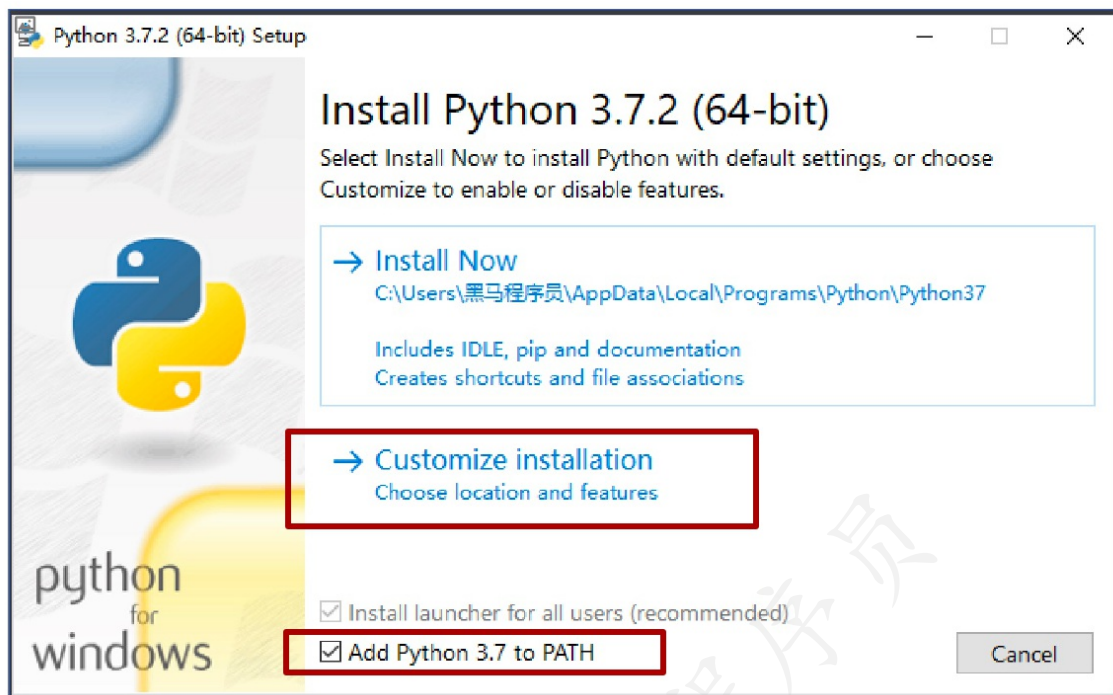 Python 3.7.2 (64-bit) Setup
Install Python 3.7.2 (64-bit)
Select Install Now to install Python with default settings, or choose
Customize to enable or disable features.
Install Now
C:\Users\黑马程序员\AppData\Local\Programs\Python\Python37
Includes IDLE, pip and documentation
Creates shortcuts and file associations
Customize installation
Choose location and features
python
for
windows
Install launcher for all users (recommended)
Add Python 3.7 to PATH
Cancel
程序员